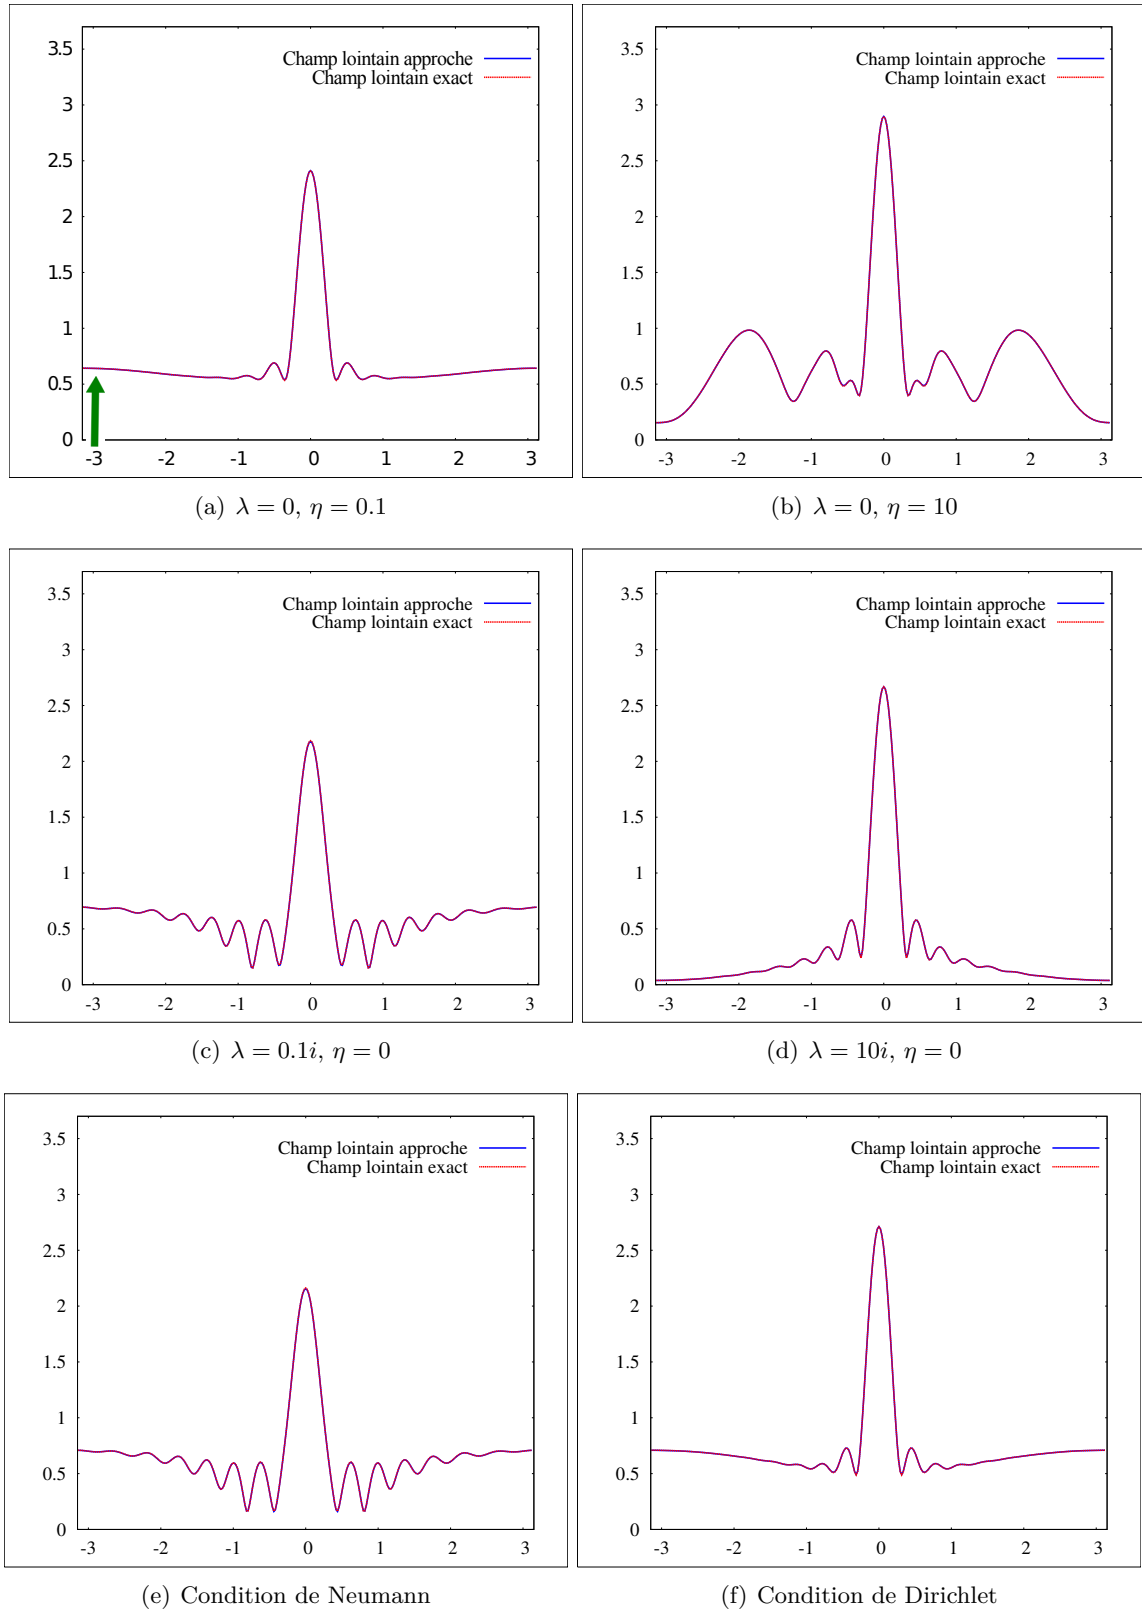 Champ lointain approche
Champ lointain exact
3.5
3
2.5
2
1.5
1
0.5
0
-3 -2 -1 0 1 2 3
(a) λ = 0, η = 0.1
Champ lointain approche
Champ lointain exact
3.5
3
2.5
2
1.5
1
0.5
0
-3 -2 -1 0 1 2 3
(b) λ = 0, η = 10
Champ lointain approche
Champ lointain exact
3.5
3
2.5
2
1.5
1
0.5
0
-3 -2 -1 0 1 2 3
(c) λ = 0.1i, η = 0
Champ lointain approche
Champ lointain exact
3.5
3
2.5
2
1.5
1
0.5
0
-3 -2 -1 0 1 2 3
(d) λ = 10i, η = 0
Champ lointain approche
Champ lointain exact
3.5
3
2.5
2
1.5
1
0.5
0
-3 -2 -1 0 1 2 3
(e) Condition de Neumann
Champ lointain approche
Champ lointain exact
3.5
3
2.5
2
1.5
1
0.5
0
-3 -2 -1 0 1 2 3
(f) Condition de Dirichlet